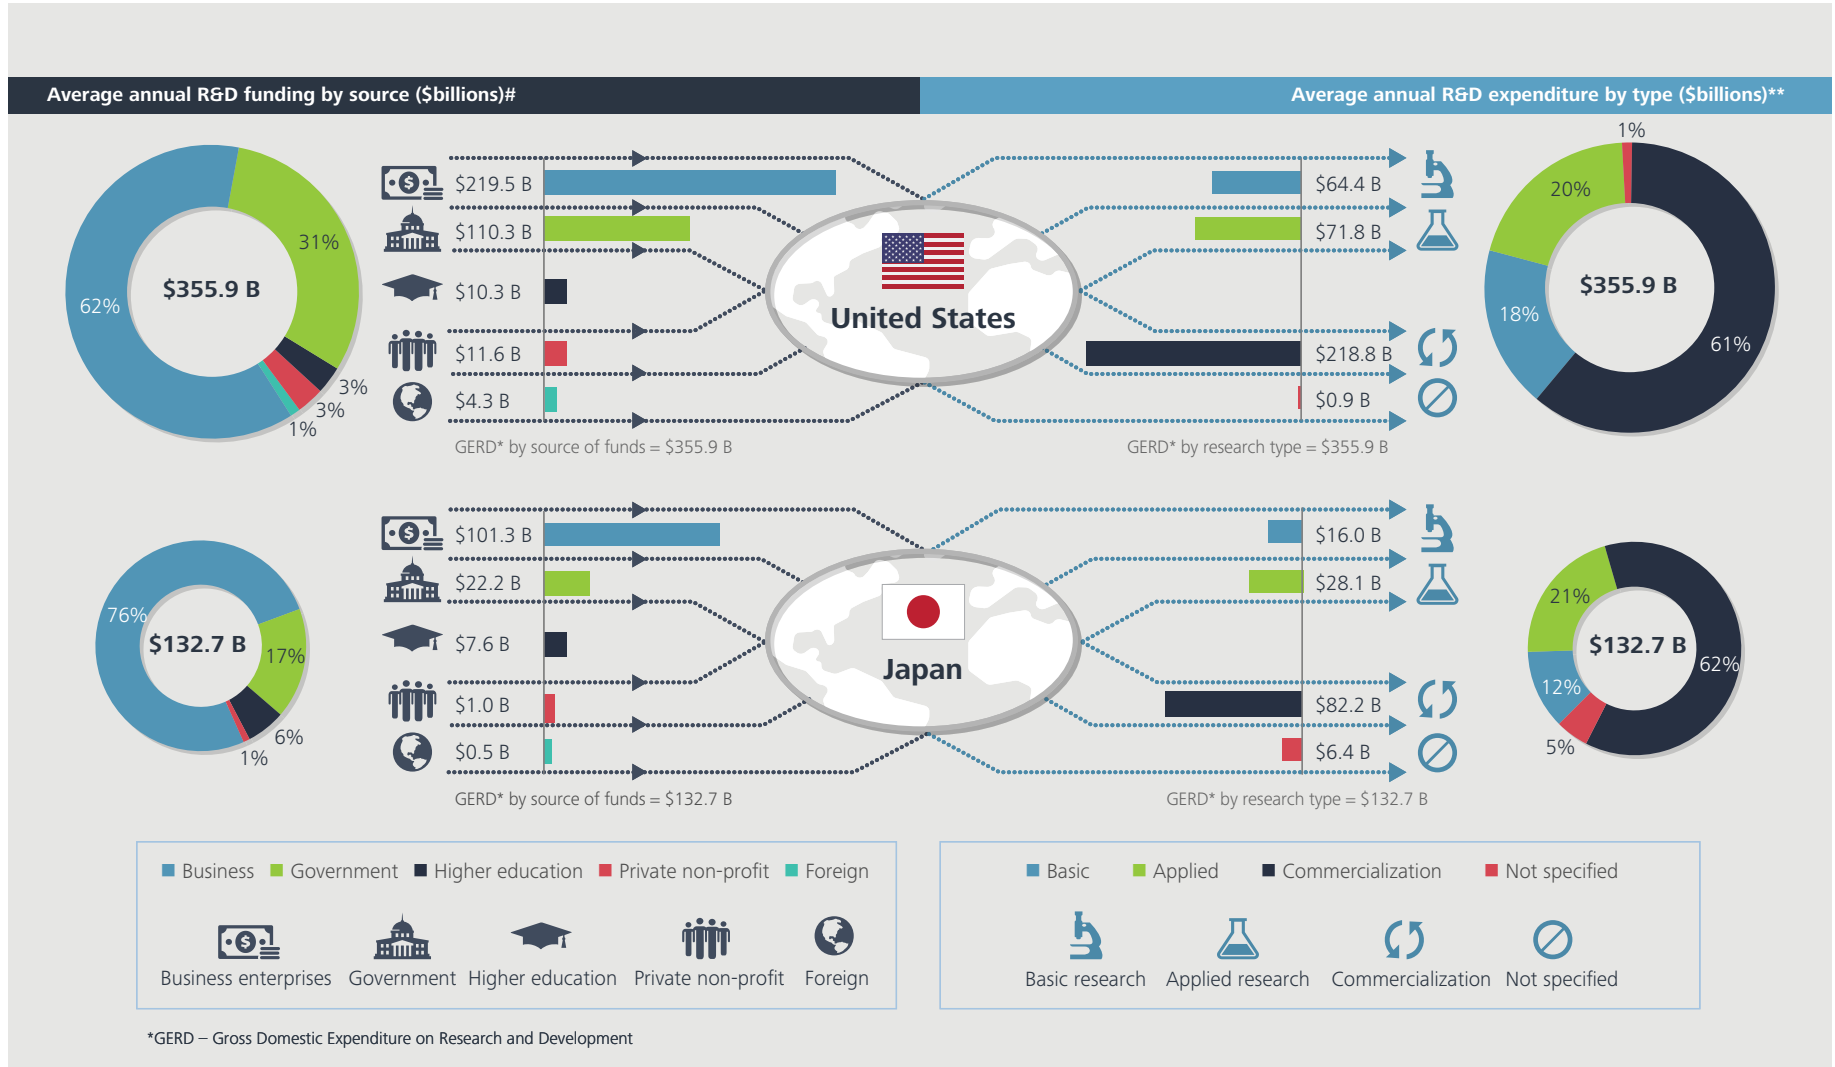 Average annual R&D funding by source ($billions)#
Average annual R&D expenditure by type ($billions)**
62%
31%
3%
3%
1%
$355.9 B
$219.5 B
$110.3 B
$10.3 B
$11.6 B
$4.3 B
GERD* by source of funds = $355.9 B
United States
$64.4 B
$71.8 B
$218.8 B
$0.9 B
GERD* by research type = $355.9 B
1%
20%
18%
61%
$355.9 B
76%
17%
6%
1%
$132.7 B
$101.3 B
$22.2 B
$7.6 B
$1.0 B
$0.5 B
GERD* by source of funds = $132.7 B
Japan
$16.0 B
$28.1 B
$82.2 B
$6.4 B
GERD* by research type = $132.7 B
21%
12%
5%
62%
$132.7 B
Business Government Higher education Private non-profit Foreign
Business enterprises Government Higher education Private non-profit Foreign
Basic Applied Commercialization Not specified
Basic research Applied research Commercialization Not specified
*GERD – Gross Domestic Expenditure on Research and Development